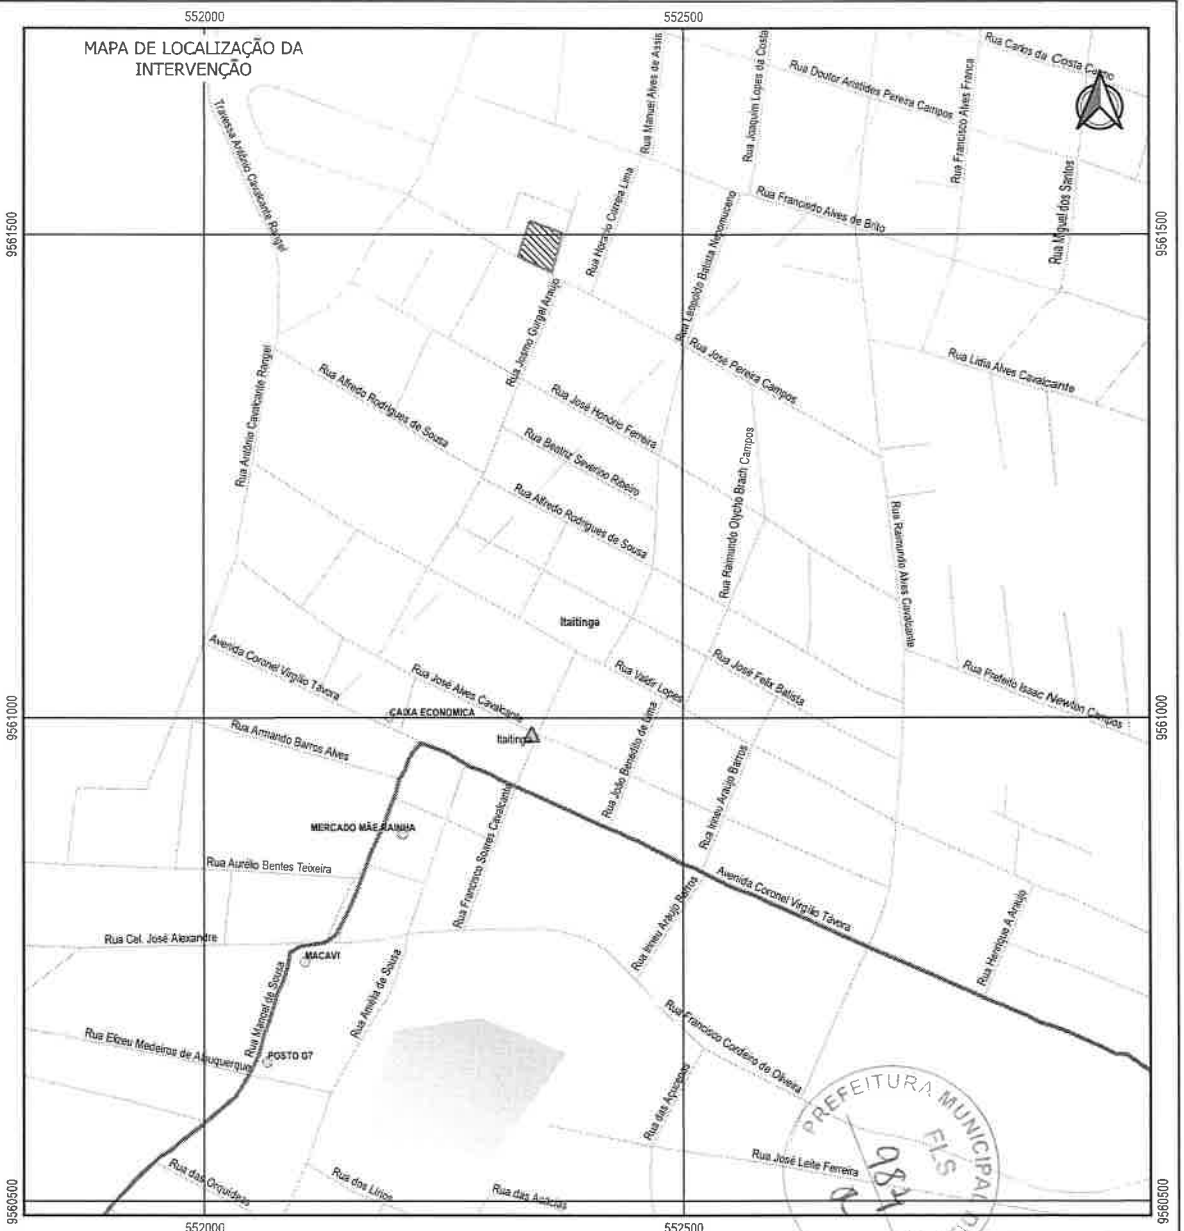 552000
552500
MAPA DE LOCALIZAÇÃO DA
INTERVENÇÃO
Rua Carlos da Costa
Rua Doutor Aristides Pereira Campos
Rua Manuel Alves de Assis
Rua Joaquim Lopes da Costa
Rua Francisco Alves Franca
Travessa Antônio Cavalcante Rangel
Rua Miguel dos Santos
Rua Horacio Correia Lima
Rua Francisco Alves de Brito
Rua Leopoldo Batista Nepomuceno
9561500
9561500
Rua Josmo Gurgel Araújo
Rua José Pereira Campos
Rua Lidia Alves Cavalcante
Rua Antônio Cavalcante Rangel
Rua Alfredo Rodrigues de Sousa
Rua José Honório Ferreira
Rua Beatriz Severino Ribeiro
Rua Raimundo Otycho Brach Campos
Rua Alfredo Rodrigues de Sousa
Rua Raimundo Alves Cavalcante
Itaitinga
Avenida Coronel Virgílio Távora
Rua José Alves Cavalcante
Rua Valdir Lopes
Rua José Felix Batista
Rua Prefeito Isaac Newton Campos
CAIXA ECONOMICA
9561000
9561000
Rua Armando Barros Alves
Itaitinga
Rua João Benedito de Lima
Rua Irineu Araújo Barros
MERCADO MÃE RAINHA
Rua Francisco Soares Cavalcante
Rua Aurélio Bentes Teixeira
Avenida Coronel Virgílio Távora
Rua Irineu Araújo Barros
Rua Henrique A Araújo
Rua Cel. José Alexandre
MACAVI
Rua Manoel de Sousa
Rua Amélia de Sousa
Rua Francisco Cordeiro de Oliveira
Rua Elizeu Medeiros de Albuquerque
POSTO G7
Rua das Açucenas
PREFEITURA MUNICIPAL
FLS
Rua José Leite Ferreira
Rua das Orquídeas
Rua dos Lírios
Rua das Acácias
9560500
9560500
552000
552500